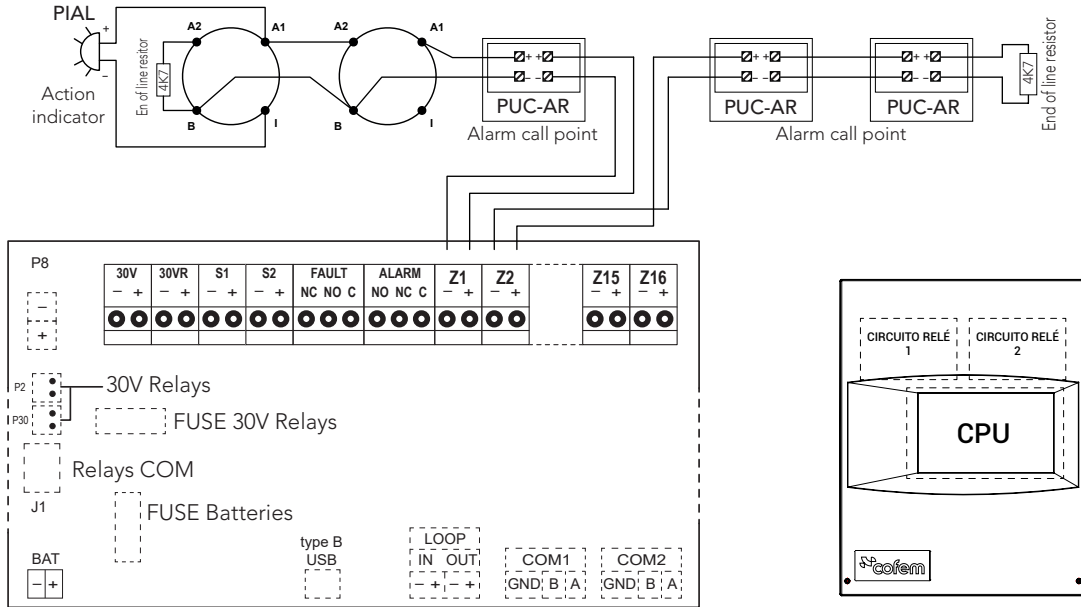 PIAL
+
−
Action
indicator
A2
A1
B
I
En of line resitor
4K7
A2
A1
B
I
+ +
− −
PUC-AR
Alarm call point
+ +
− −
PUC-AR
+ +
− −
PUC-AR
Alarm call point
4K7
End of line resistor
P8
−
+
30V
− +
30VR
− +
S1
− +
S2
− +
FAULT
NC NO C
ALARM
NO NC C
Z1
− +
Z2
− +
Z15
− +
Z16
− +
P2
30V Relays
P30
FUSE 30V Relays
Relays COM
J1
FUSE Batteries
BAT
− +
type B
USB
LOOP
IN OUT
− + − +
COM1
GND B A
COM2
GND B A
CIRCUITO RELÉ
1
CIRCUITO RELÉ
2
CPU
cofem